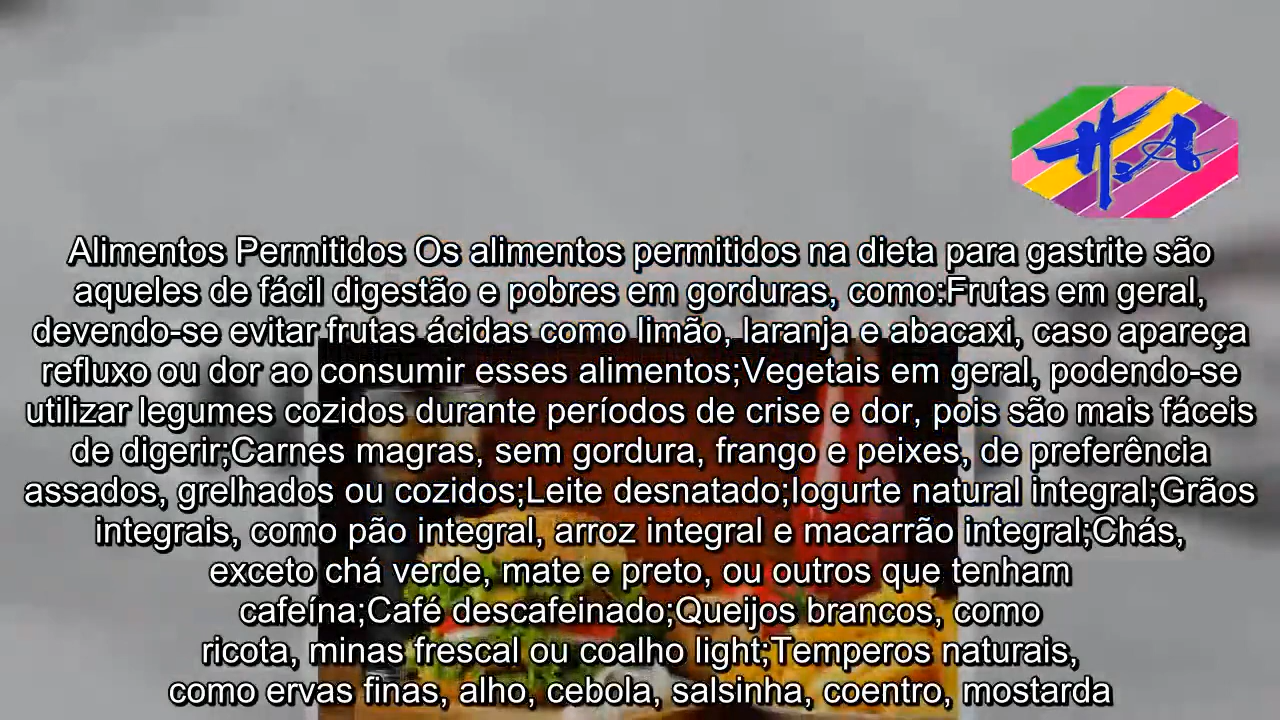 H.A
Alimentos Permitidos Os alimentos permitidos na dieta para gastrite são
aqueles de fácil digestão e pobres em gorduras, como:Frutas em geral,
devendo-se evitar frutas ácidas como limão, laranja e abacaxi, caso apareça
refluxo ou dor ao consumir esses alimentos;Vegetais em geral, podendo-se
utilizar legumes cozidos durante períodos de crise e dor, pois são mais fáceis
de digerir;Carnes magras, sem gordura, frango e peixes, de preferência
assados, grelhados ou cozidos;Leite desnatado;Iogurte natural integral;Grãos
integrais, como pão integral, arroz integral e macarrão integral;Chás,
exceto chá verde, mate e preto, ou outros que tenham
cafeína;Café descafeinado;Queijos brancos, como
ricota, minas frescal ou coalho light;Temperos naturais,
como ervas finas, alho, cebola, salsinha, coentro, mostarda